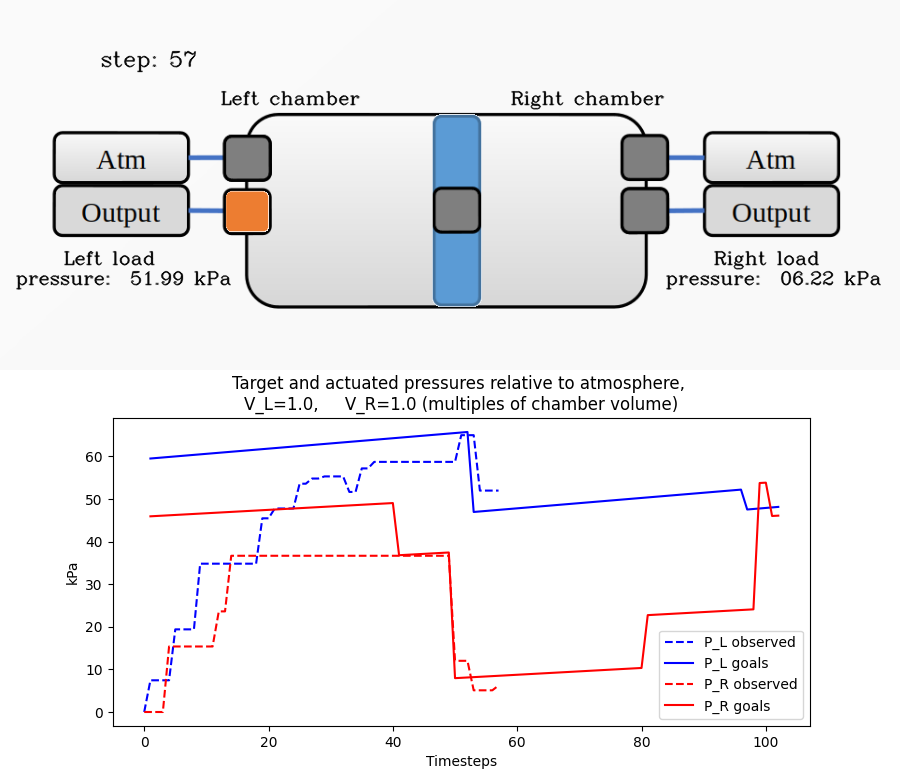 step: 57
Left chamber
Right chamber
Atm
Atm
Output
Output
Left load
pressure: 51.99 kPa
Right load
pressure: 06.22 kPa
Target and actuated pressures relative to atmosphere,
V_L=1.0, V_R=1.0 (multiples of chamber volume)
kPa
60
50
40
30
20
10
0
0
20
40
60
80
100
Timesteps
P_L observed
P_L goals
P_R observed
P_R goals